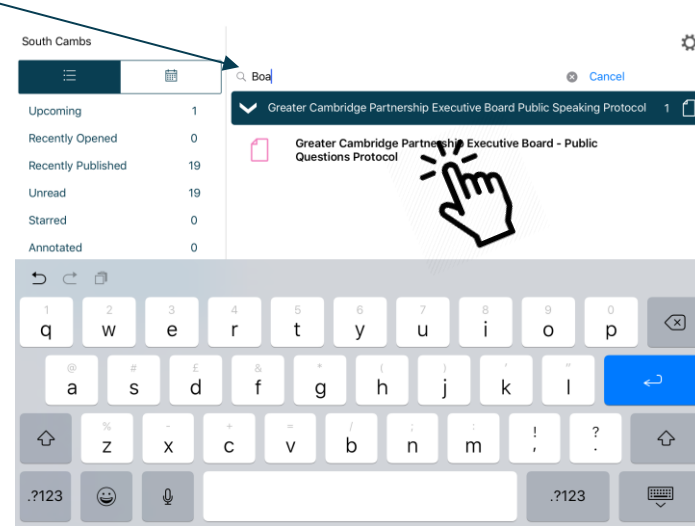 South Cambs
Boa
Cancel
Upcoming 1
Recently Opened 0
Recently Published 19
Unread 19
Starred 0
Annotated 0
Greater Cambridge Partnership Executive Board Public Speaking Protocol 1
Greater Cambridge Partnership Executive Board - Public
Questions Protocol
1 2 3 4 5 6 7 8 9 0
q w e r t y u i o p
@ # £ & * ( ) ' "
a s d f g h j k l
% - + = / ; : ! ?
z x c v b n m , .
.?123 .?123